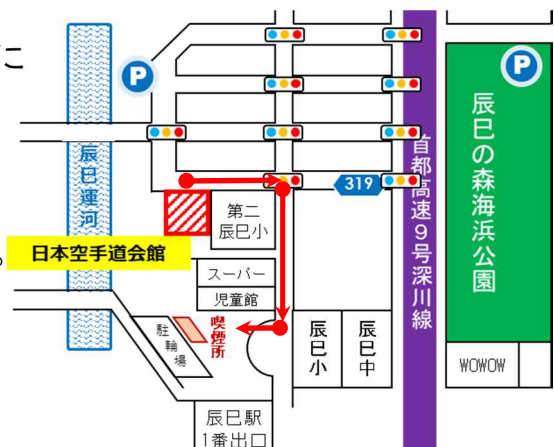 に
P
P
319
辰巳運河
首都高速９号深川線
辰巳の森海浜公園
第二
辰巳小
。
日本空手道会館
スーパー
児童館
喫煙所
駐輪場
辰巳小
辰巳中
WOWOW
辰巳駅
１番出口